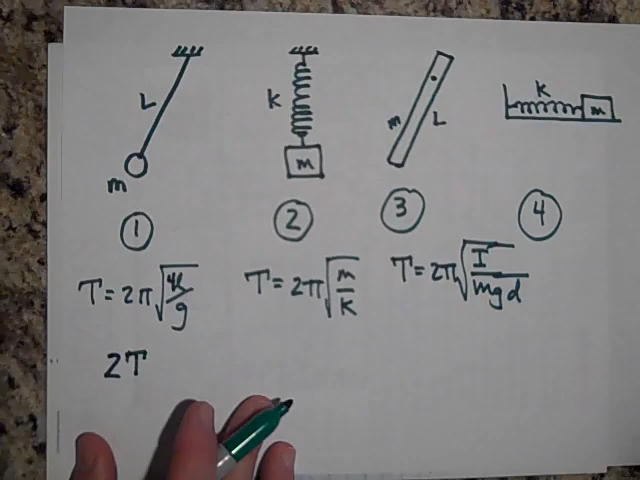 L
m
①
T=2π√(4L/g)
2T
K
m
②
T=2π√(m/K)
m
L
③
T=2π√(I/mgd)
K
m
④